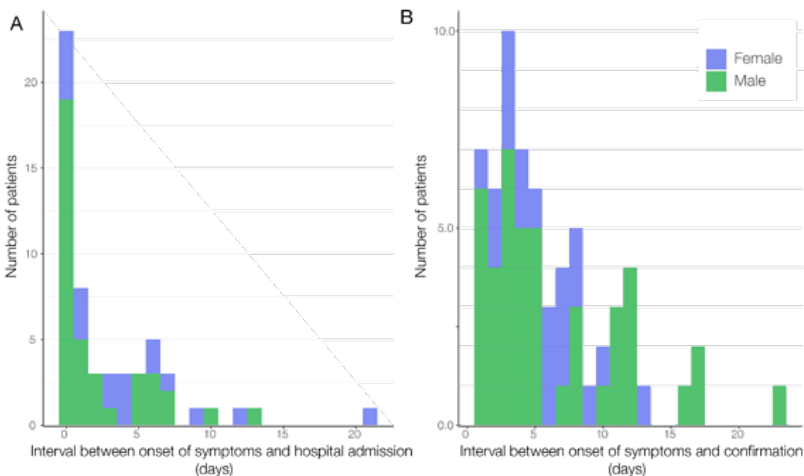 A
Number of patients
20
15
10
5
0
0 5 10 15 20
Interval between onset of symptoms and hospital admission
(days)
B
Number of patients
10.0
5.0
0.0
0 5 10 15 20
Interval between onset of symptoms and confirmation
(days)
Female
Male